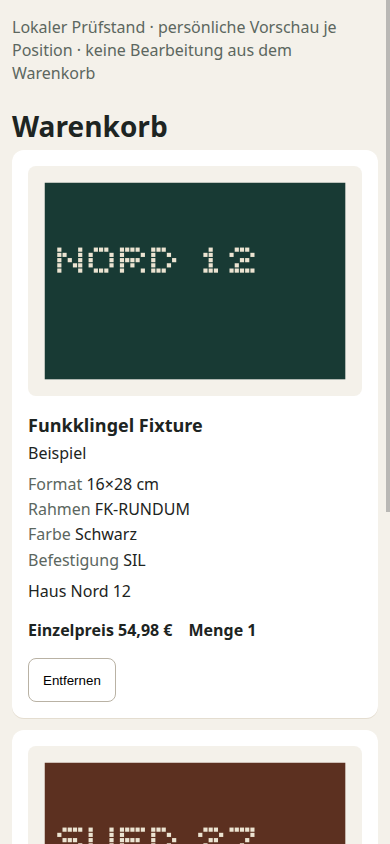 Lokaler Prüfstand · persönliche Vorschau je
Position · keine Bearbeitung aus dem
Warenkorb
Warenkorb
NORD 12
Funkklingel Fixture
Beispiel
Format 16×28 cm
Rahmen FK-RUNDUM
Farbe Schwarz
Befestigung SIL
Haus Nord 12
Einzelpreis 54,98 € Menge 1
Entfernen